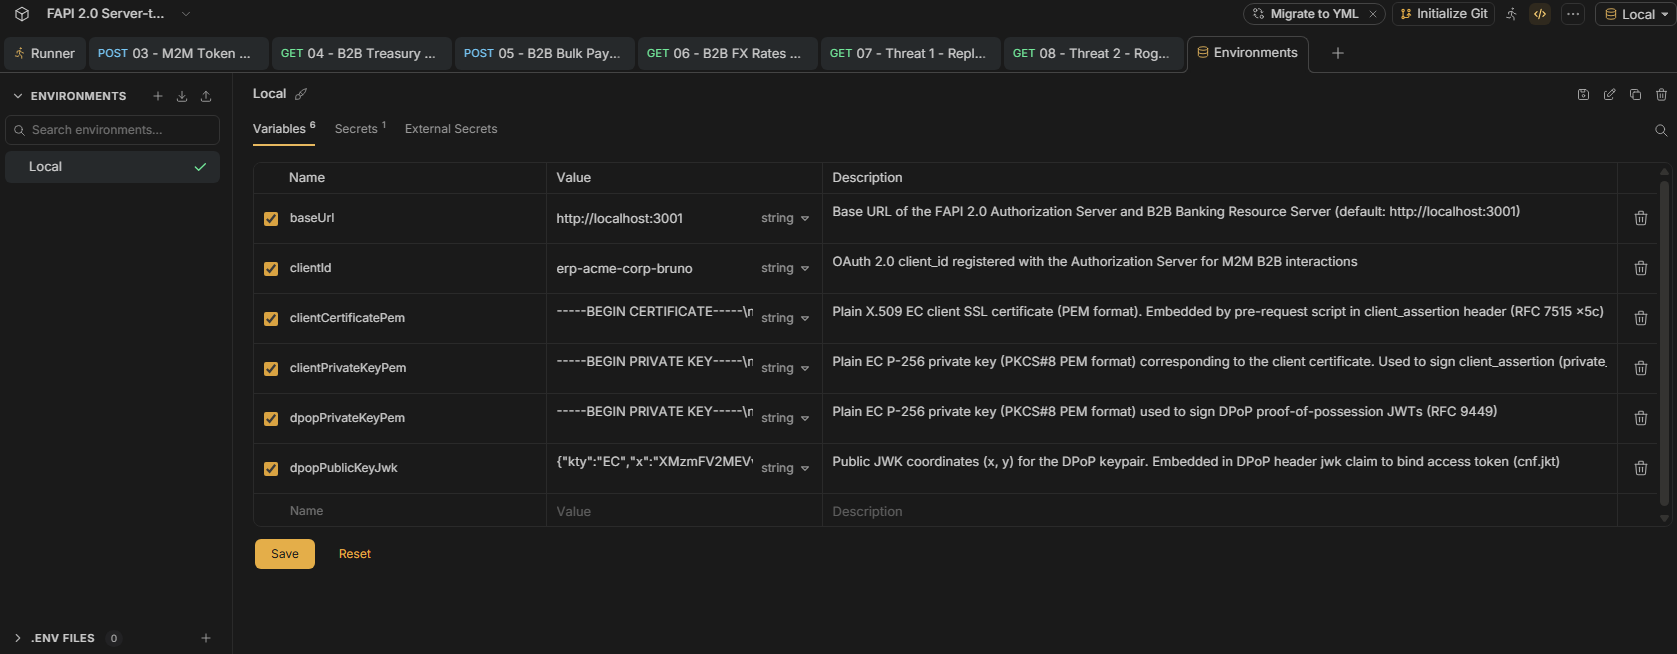 FAPI 2.0 Server-t...
Migrate to YML
Initialize Git
Local
Runner
POST 03 - M2M Token ...
GET 04 - B2B Treasury ...
POST 05 - B2B Bulk Pay...
GET 06 - B2B FX Rates ...
GET 07 - Threat 1 - Repl...
GET 08 - Threat 2 - Rog...
Environments
ENVIRONMENTS
Search environments...
Local
Local
Variables 6
Secrets 1
External Secrets
Name Value Description
baseUrl http://localhost:3001 string Base URL of the FAPI 2.0 Authorization Server and B2B Banking Resource Server (default: http://localhost:3001)
clientId erp-acme-corp-bruno string OAuth 2.0 client_id registered with the Authorization Server for M2M B2B interactions
clientCertificatePem -----BEGIN CERTIFICATE-----\n string Plain X.509 EC client SSL certificate (PEM format). Embedded by pre-request script in client_assertion header (RFC 7515 ×5c)
clientPrivateKeyPem -----BEGIN PRIVATE KEY-----\n string Plain EC P-256 private key (PKCS#8 PEM format) corresponding to the client certificate. Used to sign client_assertion (private_
dpopPrivateKeyPem -----BEGIN PRIVATE KEY-----\n string Plain EC P-256 private key (PKCS#8 PEM format) used to sign DPoP proof-of-possession JWTs (RFC 9449)
dpopPublicKeyJwk {"kty":"EC","x":"XMzmFV2MEV string Public JWK coordinates (x, y) for the DPoP keypair. Embedded in DPoP header jwk claim to bind access token (cnf.jkt)
Name Value Description
Save
Reset
.ENV FILES 0